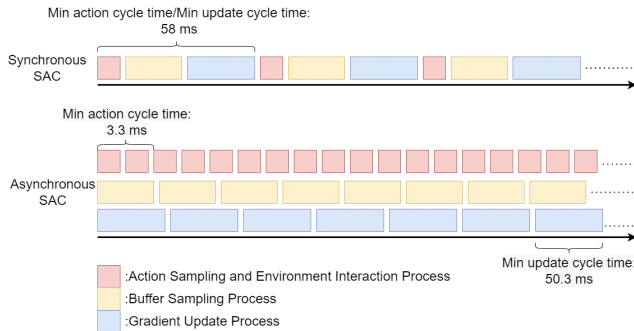 Min action cycle time/Min update cycle time:
58 ms
Synchronous
SAC
Min action cycle time:
3.3 ms
Asynchronous
SAC
Min update cycle time:
50.3 ms
:Action Sampling and Environment Interaction Process
:Buffer Sampling Process
:Gradient Update Process